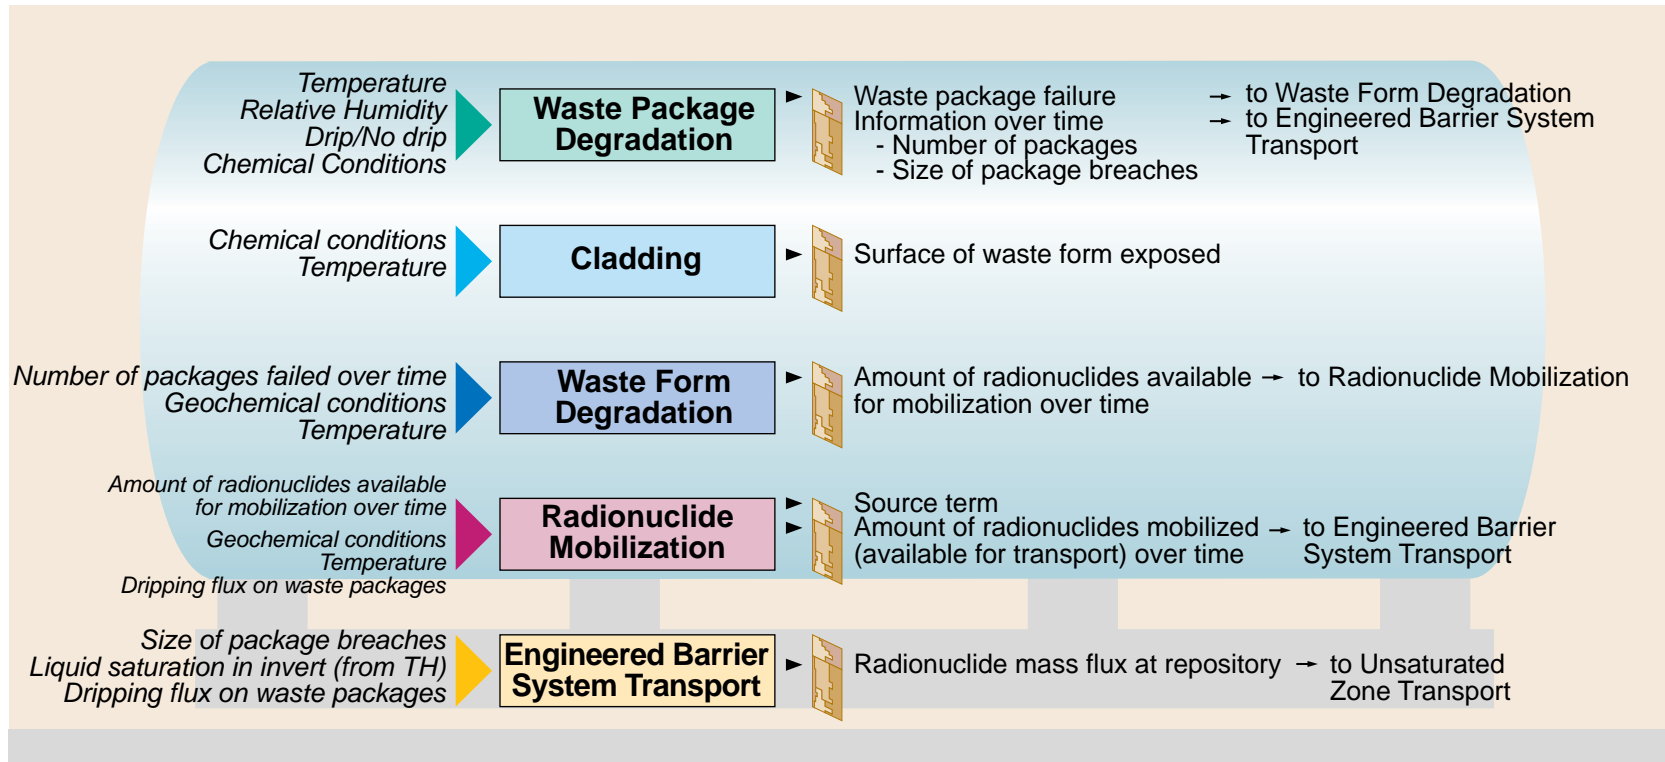 Temperature
Relative Humidity
Drip/No drip
Chemical Conditions
Waste Package
Degradation
Waste package failure
Information over time
- Number of packages
- Size of package breaches
→ to Waste Form Degradation
→ to Engineered Barrier System
Transport
Chemical conditions
Temperature
Cladding
Surface of waste form exposed
Number of packages failed over time
Geochemical conditions
Temperature
Waste Form
Degradation
Amount of radionuclides available → to Radionuclide Mobilization
for mobilization over time
Amount of radionuclides available
for mobilization over time
Geochemical conditions
Temperature
Dripping flux on waste packages
Radionuclide
Mobilization
Source term
Amount of radionuclides mobilized → to Engineered Barrier
(available for transport) over time System Transport
Size of package breaches
Liquid saturation in invert (from TH)
Dripping flux on waste packages
Engineered Barrier
System Transport
Radionuclide mass flux at repository → to Unsaturated
Zone Transport